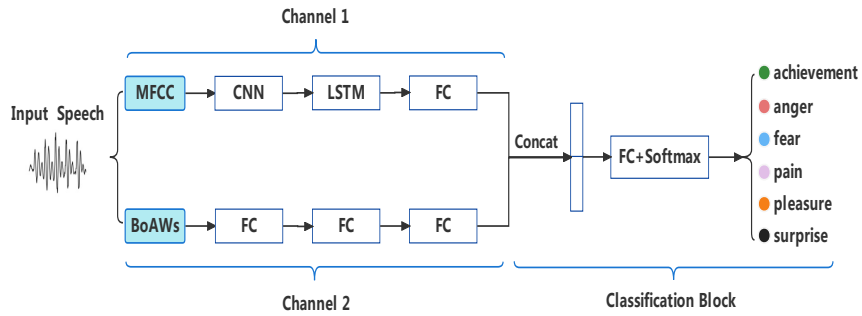 Channel 1
MFCC
CNN
LSTM
FC
Input Speech
BoAWs
FC
FC
FC
Channel 2
Concat
FC+Softmax
Classification Block
achievement
anger
fear
pain
pleasure
surprise